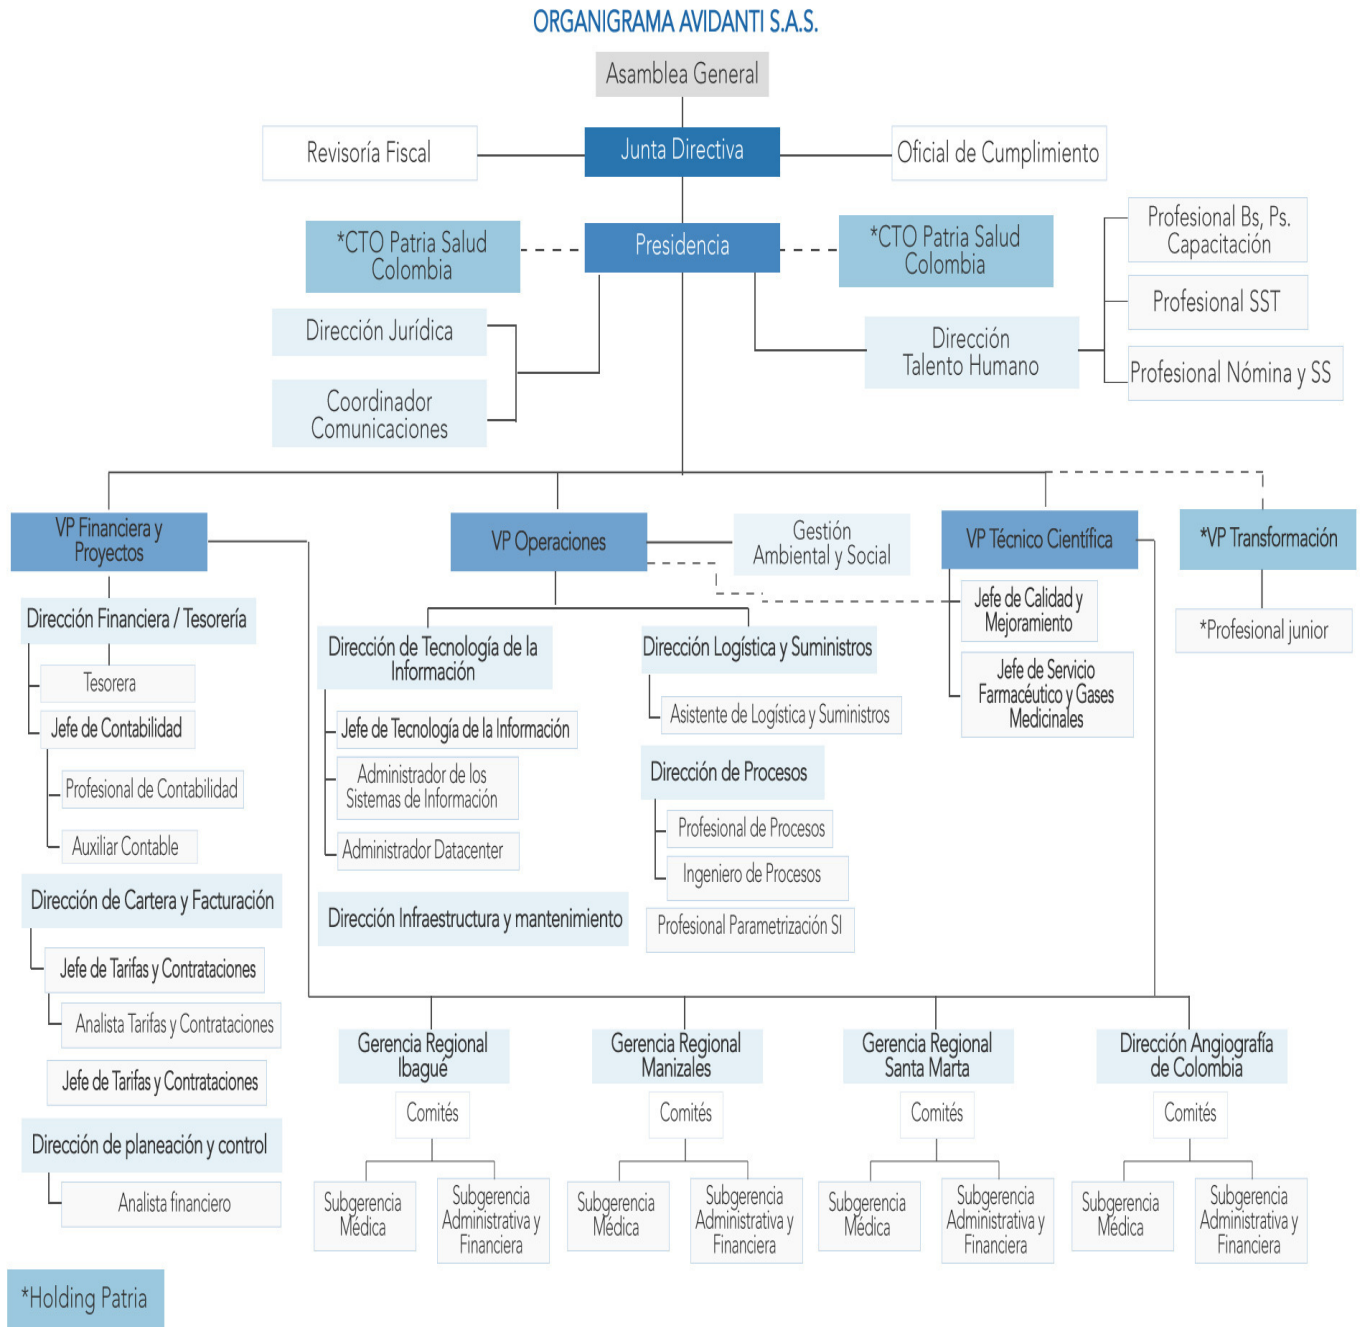 ORGANIGRAMA AVIDANTI S.A.S.
Asamblea General
Revisoría Fiscal
Junta Directiva
Oficial de Cumplimiento
*CTO Patria Salud
Colombia
Presidencia
*CTO Patria Salud
Colombia
Profesional Bs, Ps.
Capacitación
Profesional SST
Profesional Nómina y SS
Dirección Jurídica
Dirección
Talento Humano
Coordinador
Comunicaciones
VP Financiera y
Proyectos
VP Operaciones
Gestión
Ambiental y Social
VP Técnico Científica
*VP Transformación
*Profesional junior
Dirección Financiera / Tesorería
Tesorera
Jefe de Contabilidad
Profesional de Contabilidad
Auxiliar Contable
Dirección de Cartera y Facturación
Jefe de Tarifas y Contrataciones
Analista Tarifas y Contrataciones
Jefe de Tarifas y Contrataciones
Dirección de planeación y control
Analista financiero
Dirección de Tecnología de la
Información
Jefe de Tecnología de la Información
Administrador de los
Sistemas de Información
Administrador Datacenter
Dirección Infraestructura y mantenimiento
Dirección Logística y Suministros
Asistente de Logística y Suministros
Dirección de Procesos
Profesional de Procesos
Ingeniero de Procesos
Profesional Parametrización SI
Jefe de Calidad y
Mejoramiento
Jefe de Servicio
Farmacéutico y Gases
Medicinales
Gerencia Regional
Ibagué
Comités
Subgerencia
Médica
Subgerencia
Administrativa y
Financiera
Gerencia Regional
Manizales
Comités
Subgerencia
Médica
Subgerencia
Administrativa y
Financiera
Gerencia Regional
Santa Marta
Comités
Subgerencia
Médica
Subgerencia
Administrativa y
Financiera
Dirección Angiografía
de Colombia
Comités
Subgerencia
Médica
Subgerencia
Administrativa y
Financiera
*Holding Patria